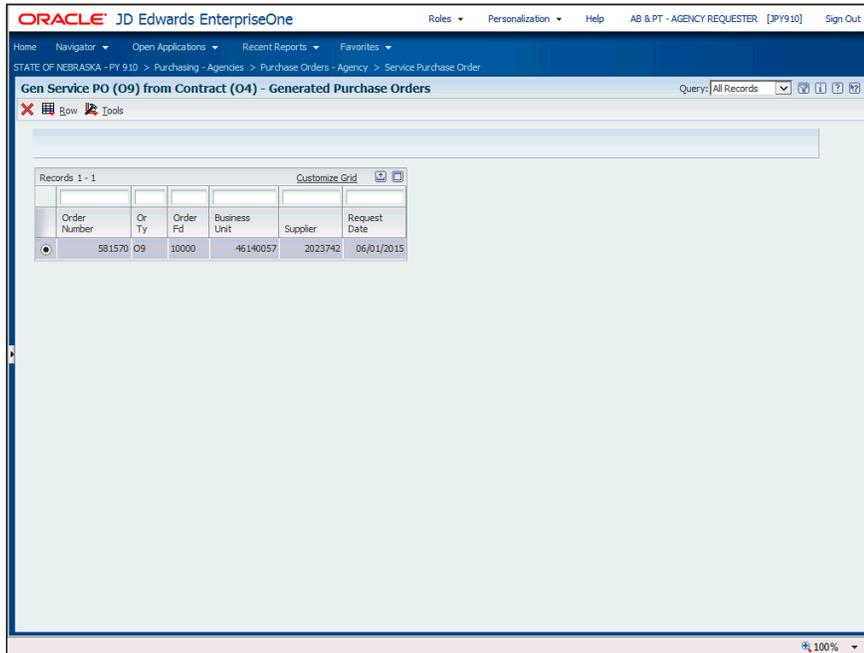 ORACLE JD Edwards EnterpriseOne Roles Personalization Help AB & PT - AGENCY REQUESTER [JPY910] Sign Out
Home Navigator Open Applications Recent Reports Favorites
STATE OF NEBRASKA - PY 910 > Purchasing - Agencies > Purchase Orders - Agency > Service Purchase Order
Gen Service PO (O9) from Contract (O4) - Generated Purchase Orders Query: All Records
Row Tools
Records 1 - 1 Customize Grid
Order Number Or Ty Order Fd Business Unit Supplier Request Date
581570 O9 10000 46140057 2023742 06/01/2015
100%